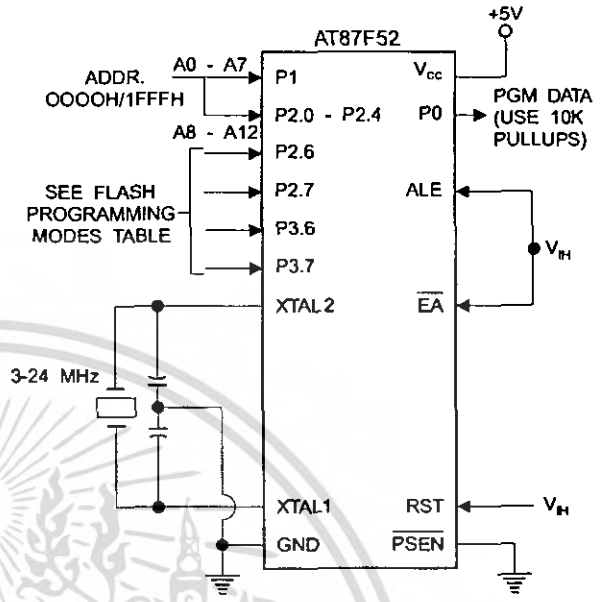 +5V
AT87F52
A0 - A7
ADDR.
OOOOH/1FFFH
P1
VCC
P2.0 - P2.4
P0
PGM DATA
(USE 10K
PULLUPS)
A8 - A12
P2.6
P2.7
ALE
SEE FLASH
PROGRAMMING
MODES TABLE
P3.6
VIH
P3.7
XTAL2
EA
3-24 MHz
XTAL1
RST
VIH
GND
PSEN